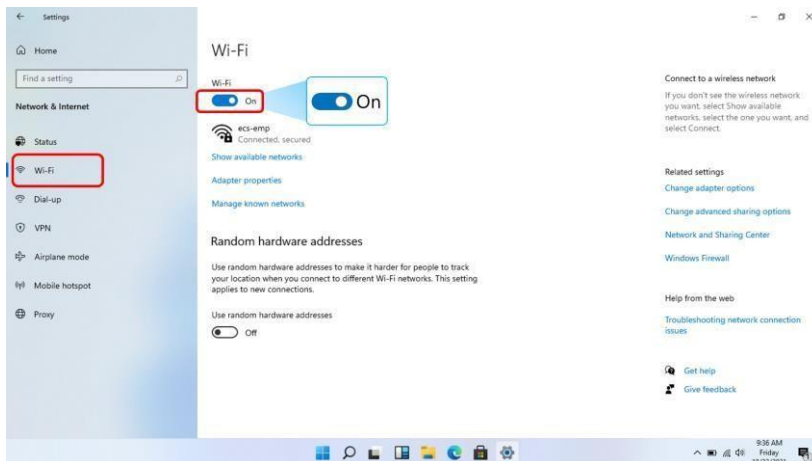 Settings
Home
Find a setting
Network & Internet
Status
Wi-Fi
Dial-up
VPN
Airplane mode
Mobile hotspot
Proxy
Wi-Fi
Wi-Fi
On
On
ecs-emp
Connected, secured
Show available networks
Adapter properties
Manage known networks
Random hardware addresses
Use random hardware addresses to make it harder for people to track
your location when you connect to different Wi-Fi networks. This setting
applies to new connections.
Use random hardware addresses
Off
Connect to a wireless network
If you don't see the wireless network
you want, select Show available
networks, select the one you want, and
select Connect.
Related settings
Change adapter options
Change advanced sharing options
Network and Sharing Center
Windows Firewall
Help from the web
Troubleshooting network connection
issues
Get help
Give feedback
9:36 AM
Friday